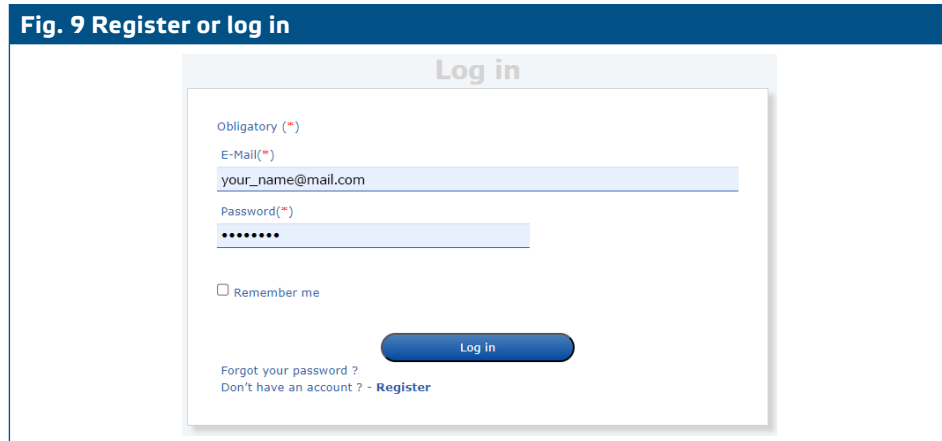 Fig. 9 Register or log in
Log in
Obligatory (*)
E-Mail(*)
your_name@mail.com
Password(*)
••••••••
Remember me
Log in
Forgot your password ?
Don't have an account ? - Register